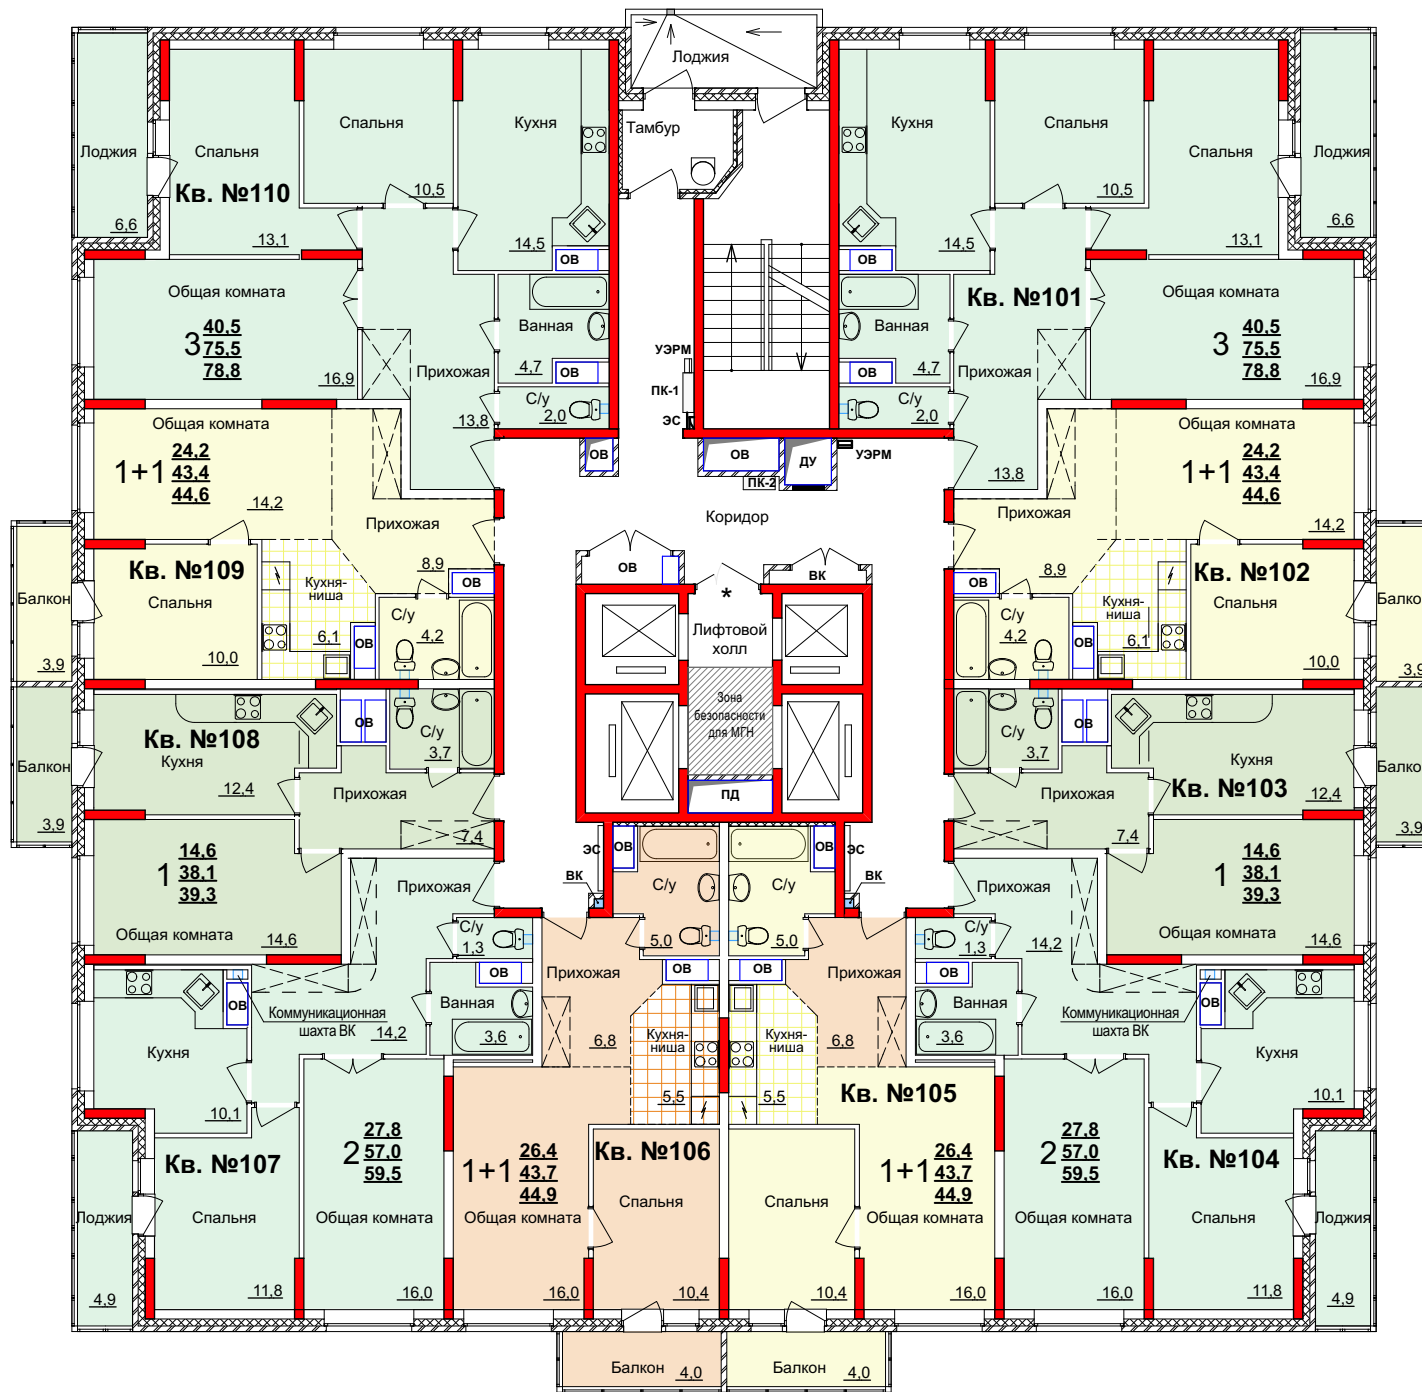 Лоджия
Тамбур
Лоджия
Спальня
Спальня
Кухня
Кв. №110
6,6
13,1
10,5
14,5
ОВ
Кухня
Спальня
Спальня
Лоджия
14,5
10,5
13,1
6,6
ОВ
Кв. №101
Общая комната
3
40,5
75,5
78,8
16,9
Прихожая
13,8
Ванная
4,7
ОВ
С/у
2,0
УЭРМ
ПК-1
ЭС
Ванная
4,7
ОВ
С/у
2,0
Прихожая
13,8
Общая комната
3
40,5
75,5
78,8
16,9
Общая комната
1+1
24,2
43,4
44,6
14,2
Прихожая
8,9
ОВ
Кв. №109
Спальня
10,0
Кухня-
ниша
6,1
ОВ
С/у
4,2
Балкон
3,9
ОВ
ОВ
ДУ
УЭРМ
ПК-2
Коридор
ОВ
ВК
*
Лифтовой
холл
Зона
безопасности
для МГН
ПД
Общая комната
1+1
24,2
43,4
44,6
14,2
Прихожая
8,9
ОВ
Кв. №102
Спальня
10,0
Кухня-
ниша
6,1
ОВ
С/у
4,2
Балко
3,9
Кв. №108
Кухня
12,4
ОВ
С/у
3,7
Прихожая
7,4
Балкон
3,9
1
14,6
38,1
39,3
Общая комната
14,6
С/у
3,7
ОВ
Кухня
Кв. №103
12,4
Прихожая
7,4
Балко
3,9
1
14,6
38,1
39,3
Общая комната
14,6
Прихожая
С/у
1,3
ОВ
Коммуникационная
шахта ВК
14,2
Ванная
3,6
Кухня
10,1
ОВ
Кв. №107
2
27,8
57,0
59,5
Спальня
11,8
Общая комната
16,0
Лоджия
4,9
ЭС
ВК
ОВ
С/у
5,0
Прихожая
6,8
ОВ
Кухня-
ниша
5,5
Кв. №106
1+1
26,4
43,7
44,9
Общая комната
16,0
Спальня
10,4
Балкон
4,0
ОВ
ЭС
ВК
С/у
5,0
ОВ
Прихожая
6,8
Кухня-
ниша
5,5
Кв. №105
1+1
26,4
43,7
44,9
Спальня
10,4
Общая комната
16,0
Балкон
4,0
Прихожая
С/у
1,3
14,2
ОВ
Ванная
3,6
Коммуникационная
шахта ВК
ОВ
Кухня
10,1
2
27,8
57,0
59,5
Кв. №104
Общая комната
16,0
Спальня
11,8
Лоджия
4,9